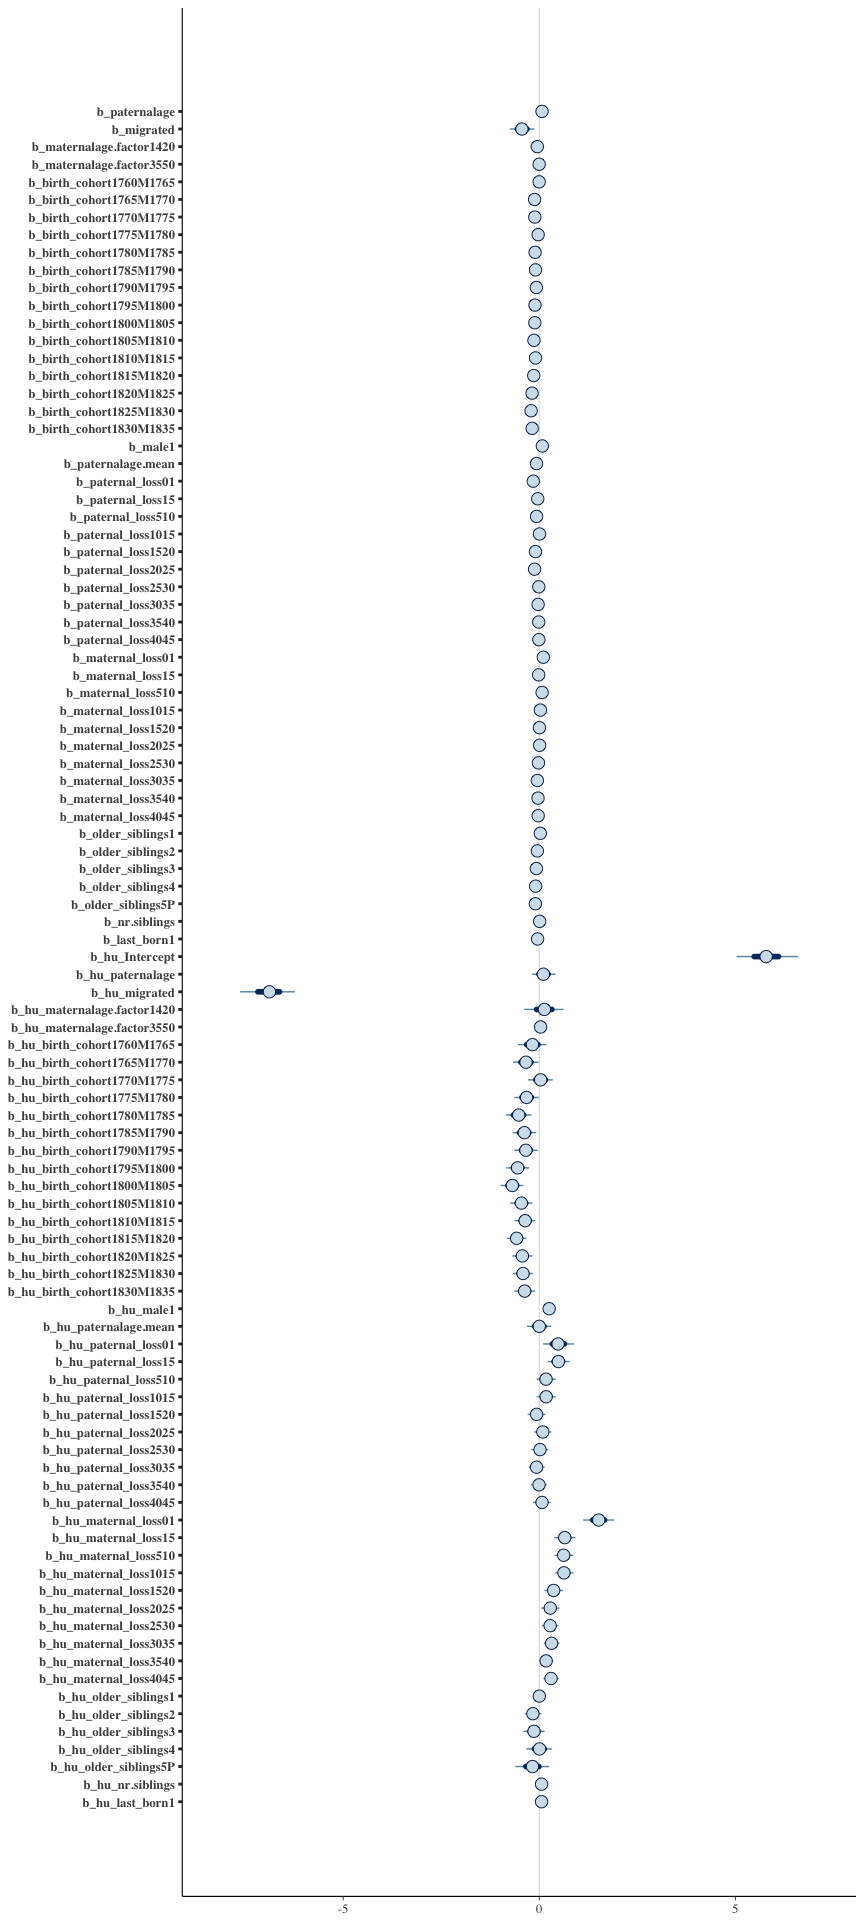 b_paternalage
b_migrated
b_maternalage.factor1420
b_maternalage.factor3550
b_birth_cohort1760M1765
b_birth_cohort1765M1770
b_birth_cohort1770M1775
b_birth_cohort1775M1780
b_birth_cohort1780M1785
b_birth_cohort1785M1790
b_birth_cohort1790M1795
b_birth_cohort1795M1800
b_birth_cohort1800M1805
b_birth_cohort1805M1810
b_birth_cohort1810M1815
b_birth_cohort1815M1820
b_birth_cohort1820M1825
b_birth_cohort1825M1830
b_birth_cohort1830M1835
b_male1
b_paternalage.mean
b_paternal_loss01
b_paternal_loss15
b_paternal_loss510
b_paternal_loss1015
b_paternal_loss1520
b_paternal_loss2025
b_paternal_loss2530
b_paternal_loss3035
b_paternal_loss3540
b_paternal_loss4045
b_maternal_loss01
b_maternal_loss15
b_maternal_loss510
b_maternal_loss1015
b_maternal_loss1520
b_maternal_loss2025
b_maternal_loss2530
b_maternal_loss3035
b_maternal_loss3540
b_maternal_loss4045
b_older_siblings1
b_older_siblings2
b_older_siblings3
b_older_siblings4
b_older_siblings5P
b_nr.siblings
b_last_born1
b_hu_Intercept
b_hu_paternalage
b_hu_migrated
b_hu_maternalage.factor1420
b_hu_maternalage.factor3550
b_hu_birth_cohort1760M1765
b_hu_birth_cohort1765M1770
b_hu_birth_cohort1770M1775
b_hu_birth_cohort1775M1780
b_hu_birth_cohort1780M1785
b_hu_birth_cohort1785M1790
b_hu_birth_cohort1790M1795
b_hu_birth_cohort1795M1800
b_hu_birth_cohort1800M1805
b_hu_birth_cohort1805M1810
b_hu_birth_cohort1810M1815
b_hu_birth_cohort1815M1820
b_hu_birth_cohort1820M1825
b_hu_birth_cohort1825M1830
b_hu_birth_cohort1830M1835
b_hu_male1
b_hu_paternalage.mean
b_hu_paternal_loss01
b_hu_paternal_loss15
b_hu_paternal_loss510
b_hu_paternal_loss1015
b_hu_paternal_loss1520
b_hu_paternal_loss2025
b_hu_paternal_loss2530
b_hu_paternal_loss3035
b_hu_paternal_loss3540
b_hu_paternal_loss4045
b_hu_maternal_loss01
b_hu_maternal_loss15
b_hu_maternal_loss510
b_hu_maternal_loss1015
b_hu_maternal_loss1520
b_hu_maternal_loss2025
b_hu_maternal_loss2530
b_hu_maternal_loss3035
b_hu_maternal_loss3540
b_hu_maternal_loss4045
b_hu_older_siblings1
b_hu_older_siblings2
b_hu_older_siblings3
b_hu_older_siblings4
b_hu_older_siblings5P
b_hu_nr.siblings
b_hu_last_born1
-5 0 5